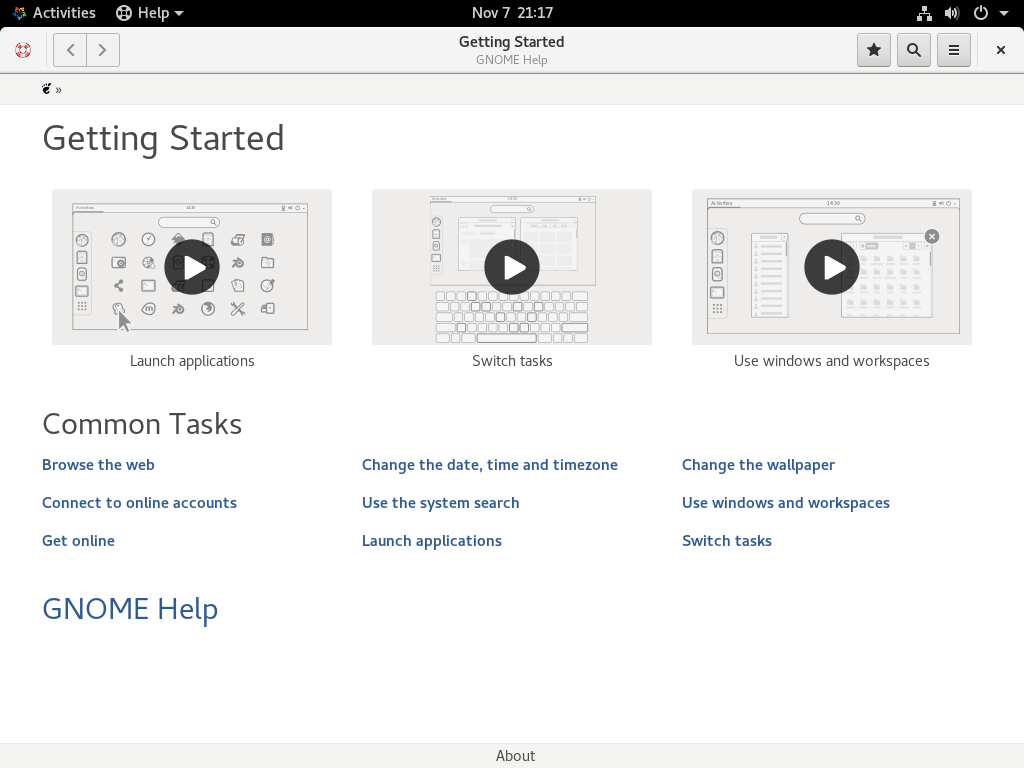 Activities Help Nov 7 21:17
Getting Started
GNOME Help
»
Getting Started
Activities 14:30
Activities 14:30
Launch applications Switch tasks Use windows and workspaces
Common Tasks
Browse the web Change the date, time and timezone Change the wallpaper
Connect to online accounts Use the system search Use windows and workspaces
Get online Launch applications Switch tasks
GNOME Help
About